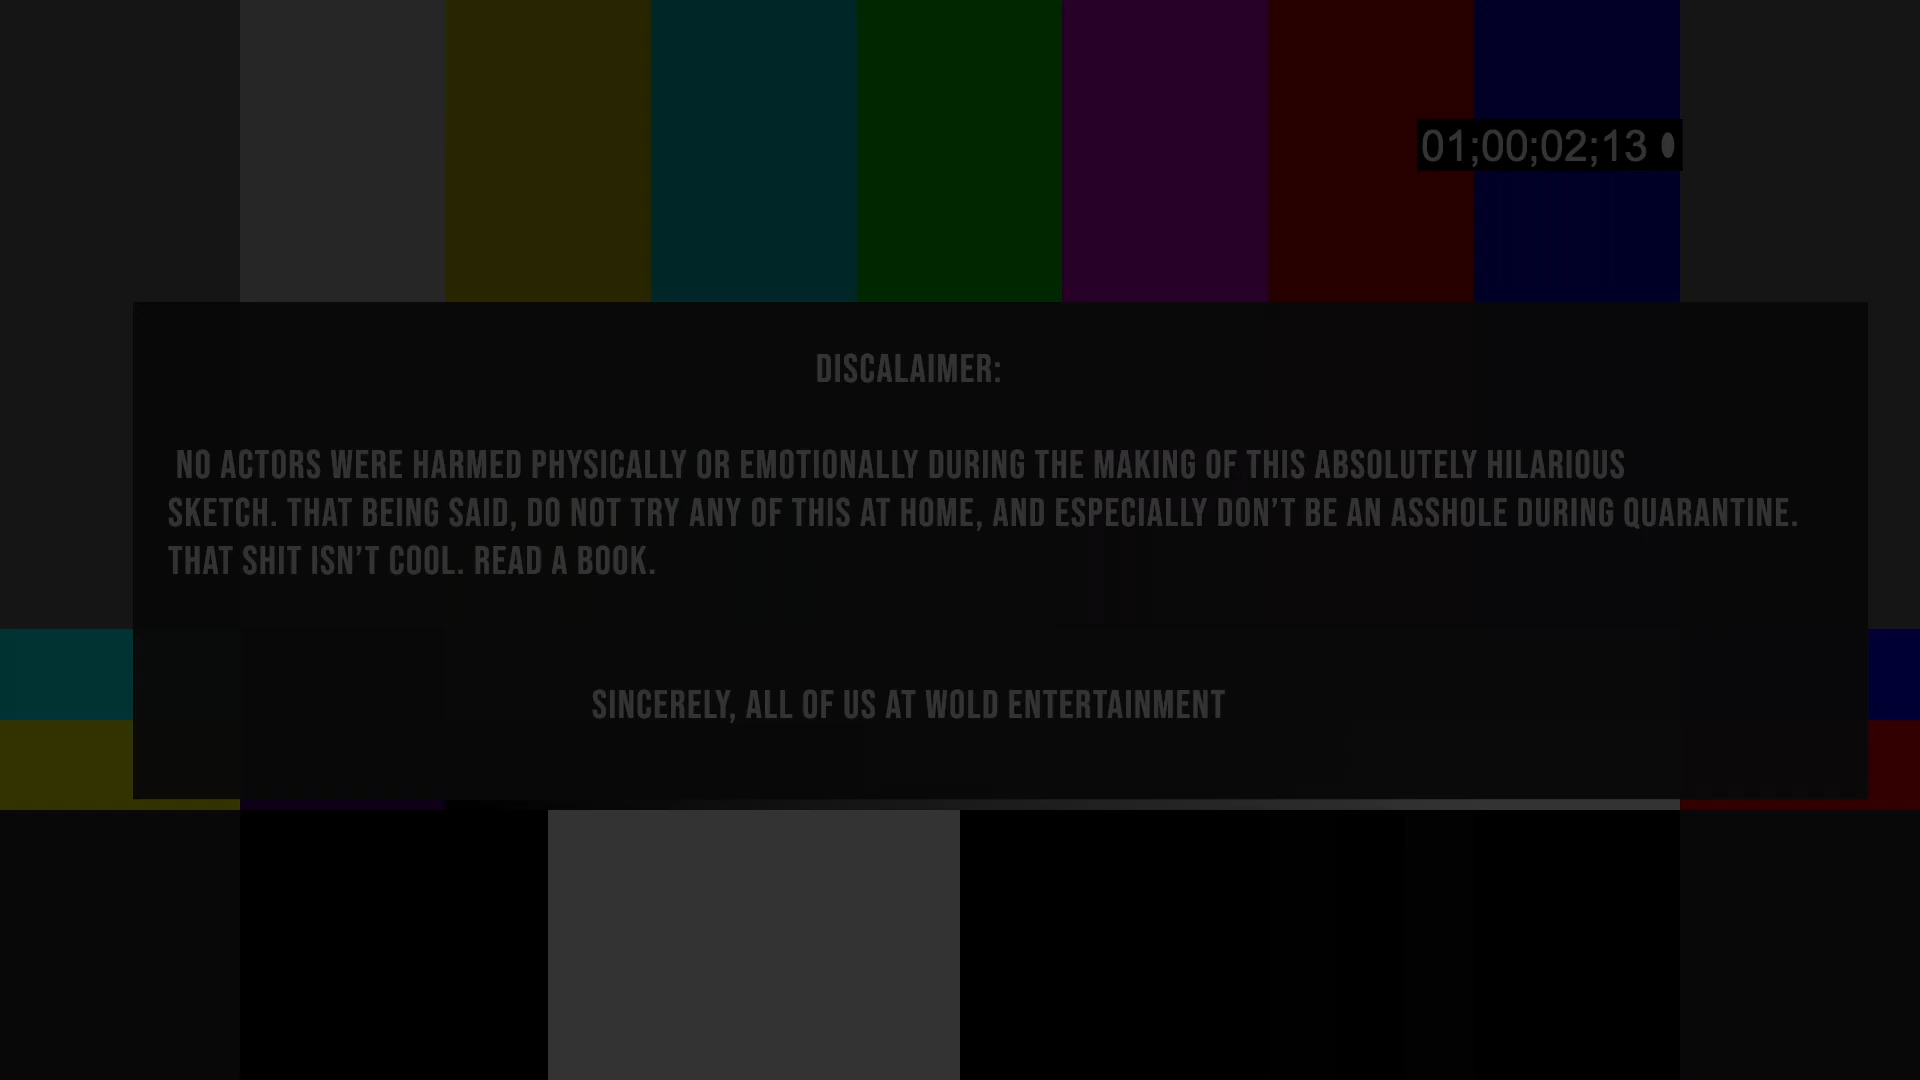 01;00;02;13
DISCALAIMER:
NO ACTORS WERE HARMED PHYSICALLY OR EMOTIONALLY DURING THE MAKING OF THIS ABSOLUTELY HILARIOUS
SKETCH. THAT BEING SAID, DO NOT TRY ANY OF THIS AT HOME, AND ESPECIALLY DON’T BE AN ASSHOLE DURING QUARANTINE.
THAT SHIT ISN’T COOL. READ A BOOK.
SINCERELY, ALL OF US AT WOLD ENTERTAINMENT